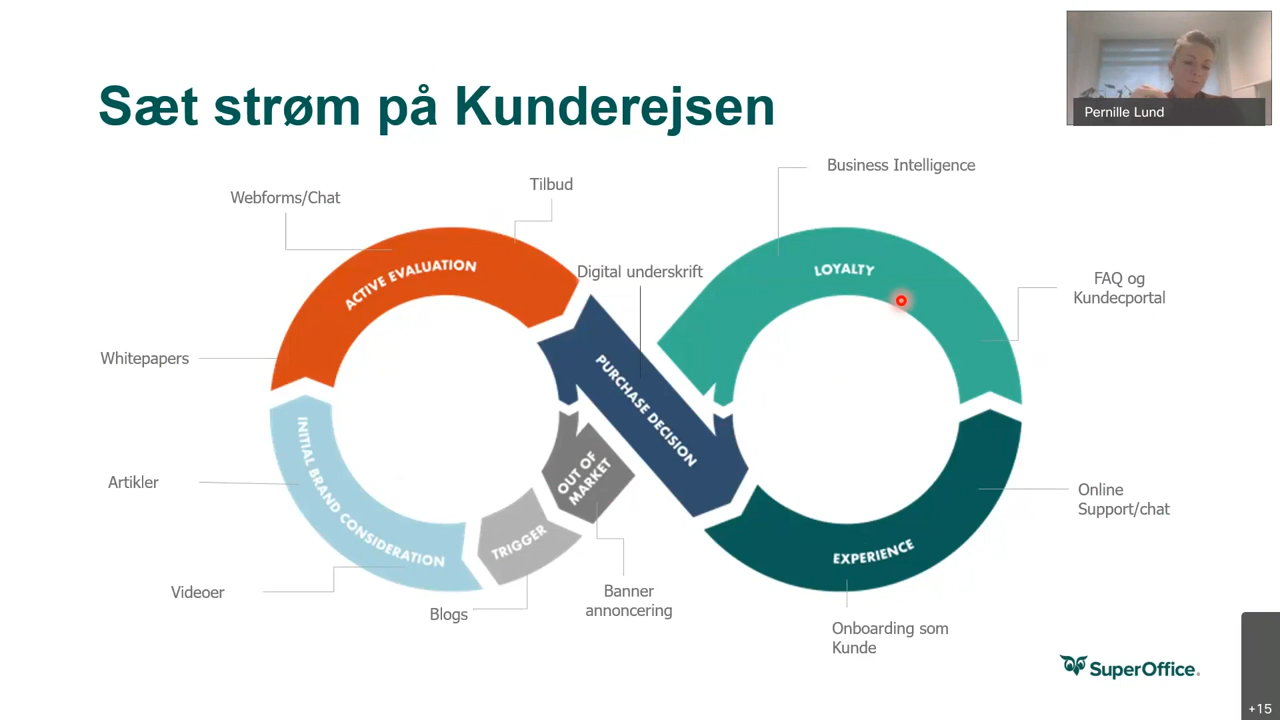 Sæt strøm på Kunderejsen
Pernille Lund
Business Intelligence
Tilbud
Webforms/Chat
Digital underskrift
ACTIVE EVALUATION
LOYALTY
FAQ og
Kundecportal
Whitepapers
PURCHASE DECISION
INITIAL BRAND CONSIDERATION
OUT OF
MARKET
Artikler
Online
Support/chat
TRIGGER
EXPERIENCE
Videoer
Blogs
Banner
annoncering
Onboarding som
Kunde
SuperOffice.
+15